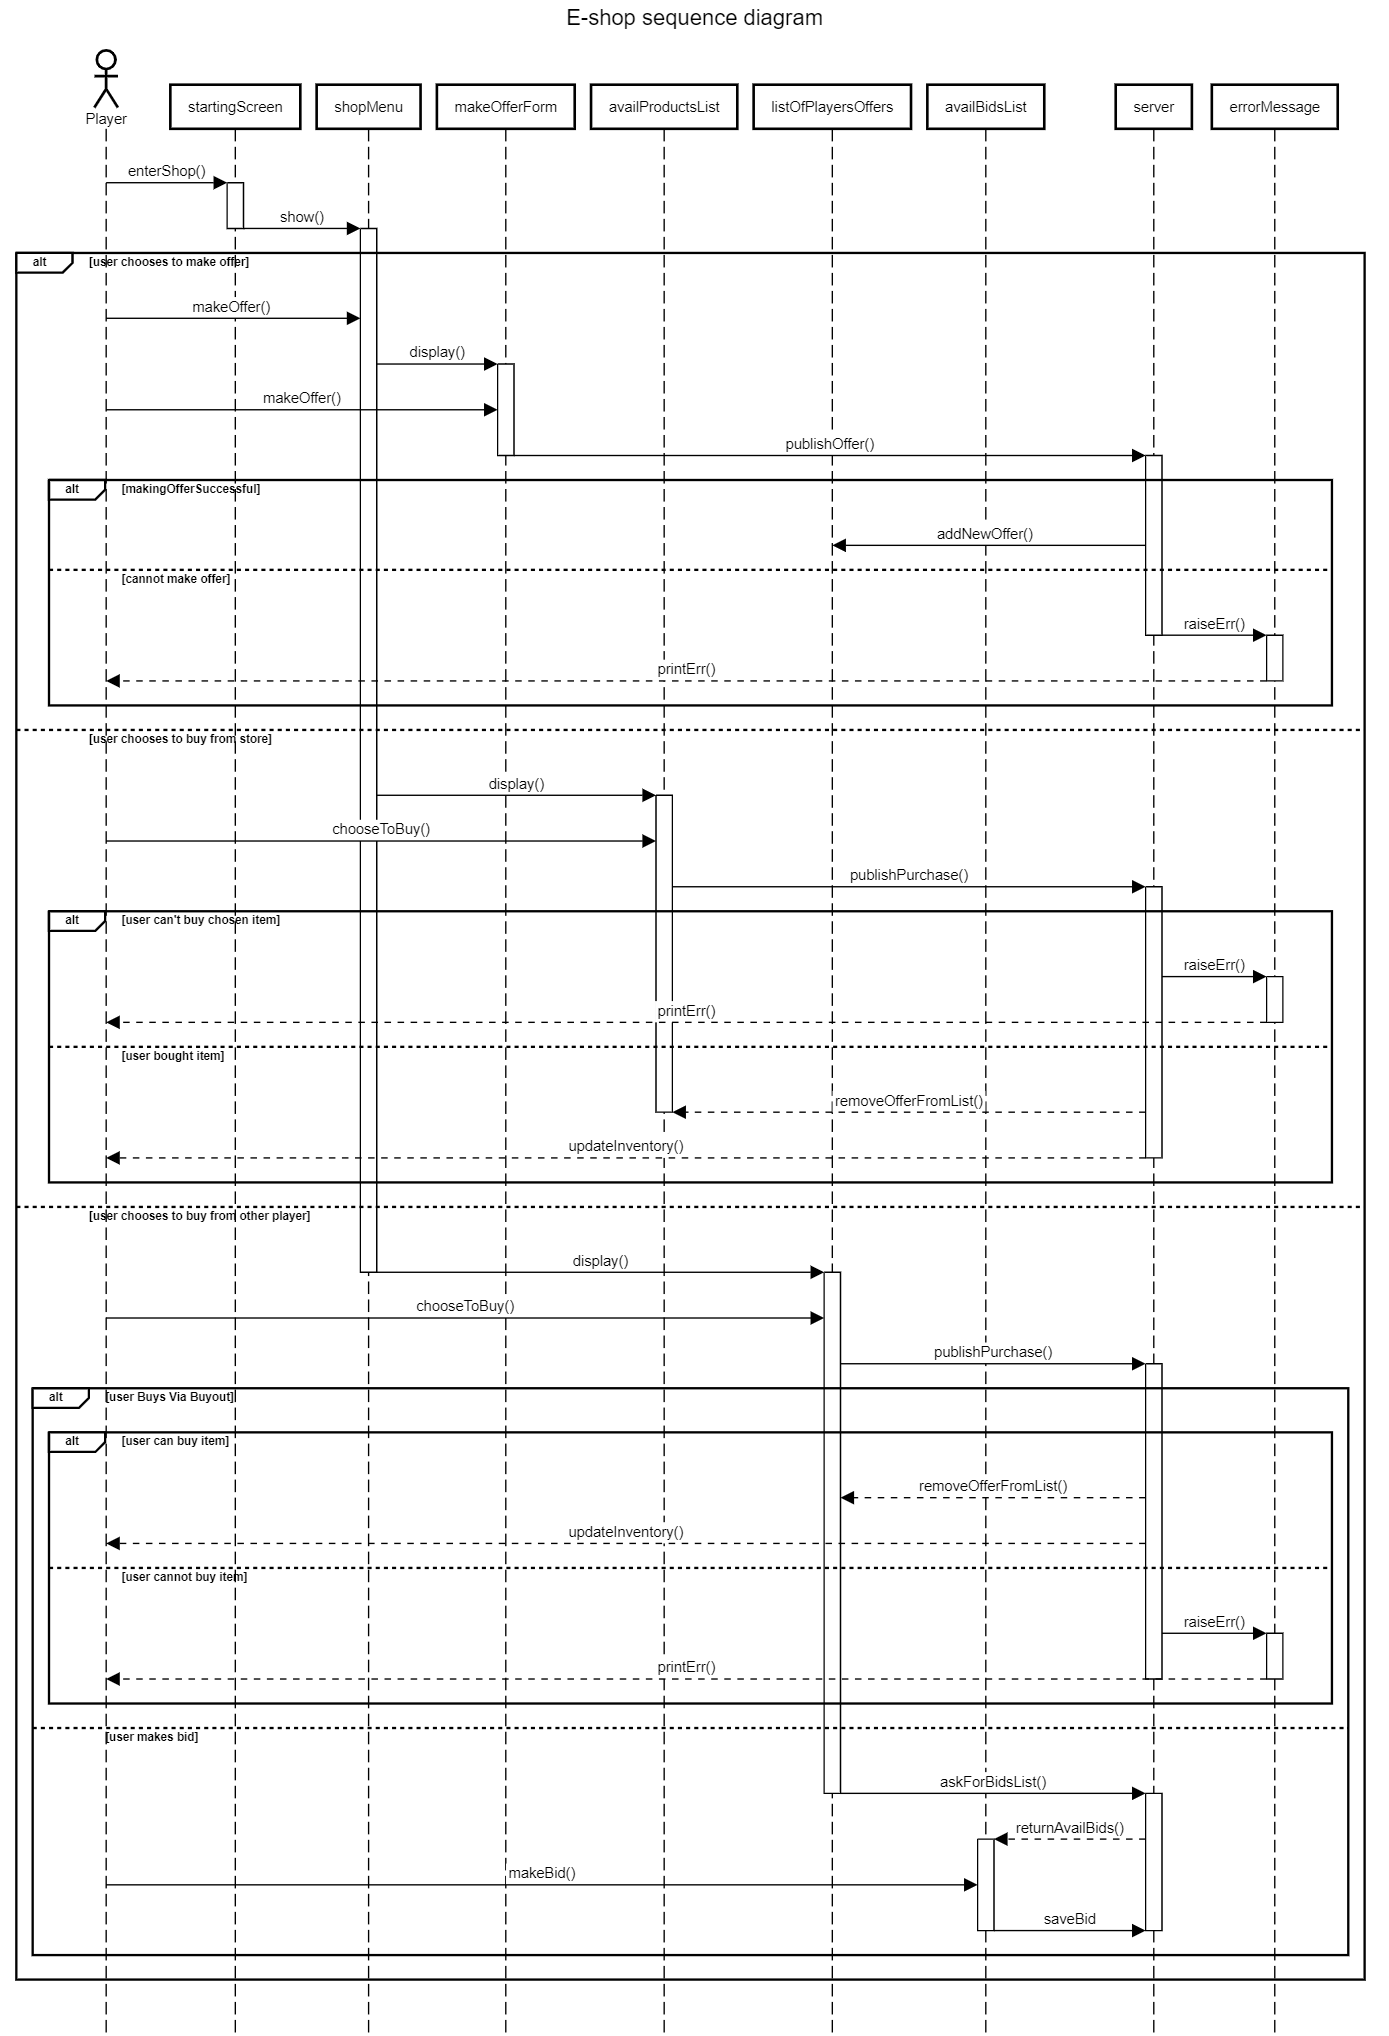 E-shop sequence diagram
Player
startingScreen
shopMenu
makeOfferForm
availProductsList
listOfPlayersOffers
availBidsList
server
errorMessage
enterShop()
show()
alt
[user chooses to make offer]
makeOffer()
display()
makeOffer()
publishOffer()
alt
[makingOfferSuccessful]
addNewOffer()
[cannot make offer]
raiseErr()
printErr()
[user chooses to buy from store]
display()
chooseToBuy()
publishPurchase()
alt
[user can't buy chosen item]
raiseErr()
printErr()
[user bought item]
removeOfferFromList()
updateInventory()
[user chooses to buy from other player]
display()
chooseToBuy()
publishPurchase()
alt
[user Buys Via Buyout]
alt
[user can buy item]
removeOfferFromList()
updateInventory()
[user cannot buy item]
raiseErr()
printErr()
[user makes bid]
askForBidsList()
returnAvailBids()
makeBid()
saveBid